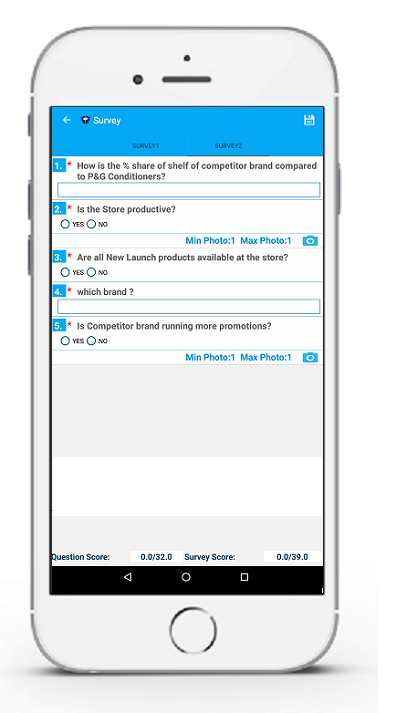 Survey
SURVEY1 SURVEY2
1. * How is the % share of shelf of competitor brand compared
to P&G Conditioners?
2. * Is the Store productive?
YES NO
Min Photo:1 Max Photo:1
3. * Are all New Launch products available at the store?
YES NO
4. * which brand ?
5. * Is Competitor brand running more promotions?
YES NO
Min Photo:1 Max Photo:1
Question Score: 0.0/32.0 Survey Score: 0.0/39.0